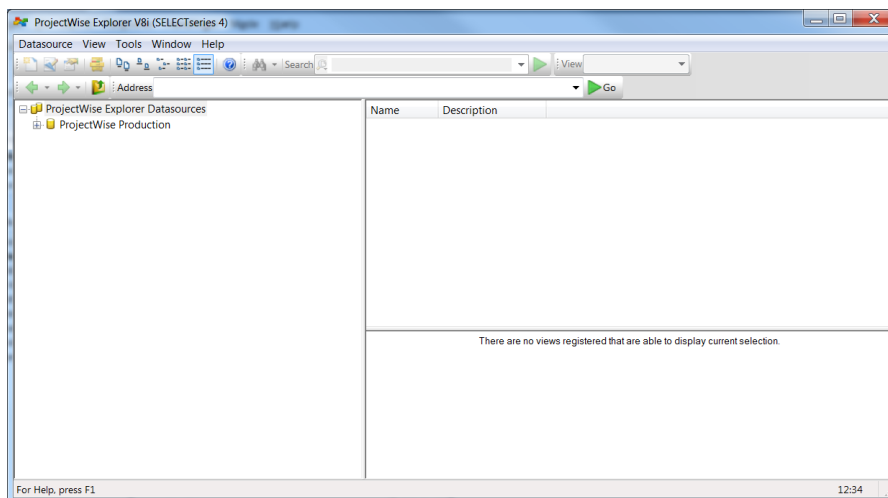 ProjectWise Explorer V8i (SELECTseries 4)
Datasource View Tools Window Help
Search View
Address Go
ProjectWise Explorer Datasources
ProjectWise Production
Name Description
There are no views registered that are able to display current selection.
For Help, press F1 12:34